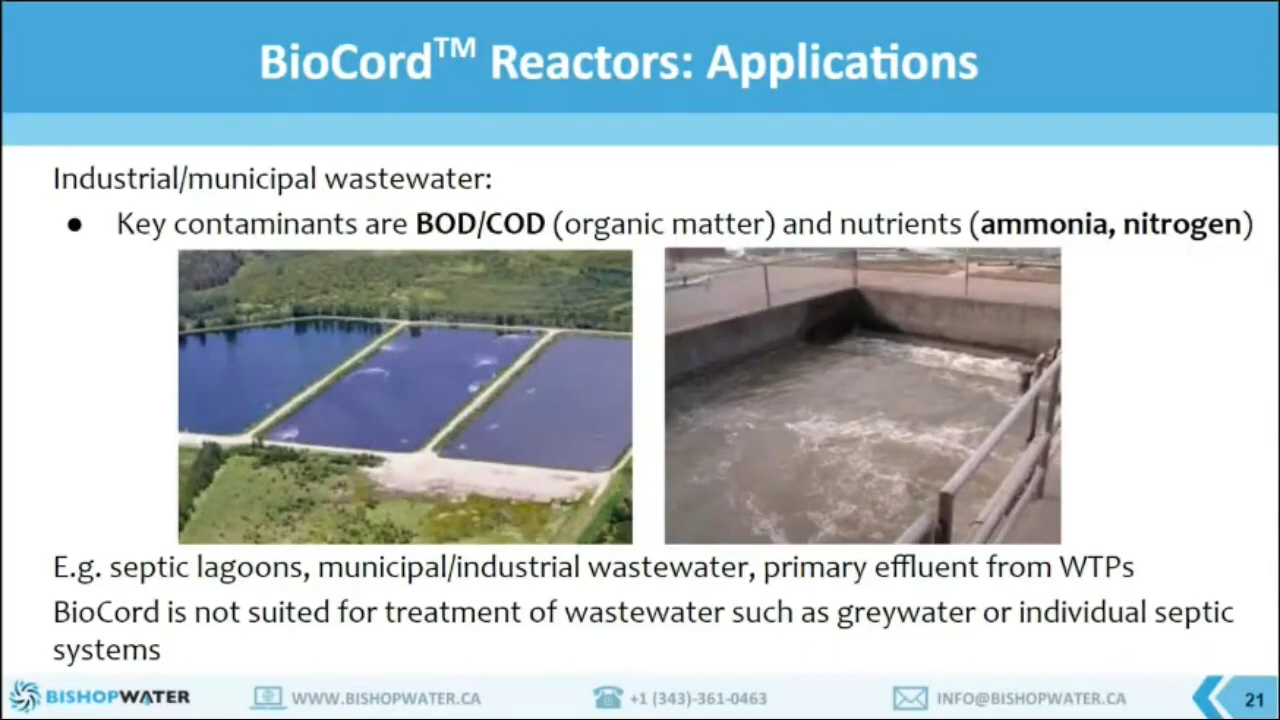 BioCord™ Reactors: Applications
Industrial/municipal wastewater:
● Key contaminants are BOD/COD (organic matter) and nutrients (ammonia, nitrogen)
E.g. septic lagoons, municipal/industrial wastewater, primary effluent from WTPs
BioCord is not suited for treatment of wastewater such as greywater or individual septic
systems
BISHOPWATER WWW.BISHOPWATER.CA +1 (343)-361-0463 INFO@BISHOPWATER.CA 21